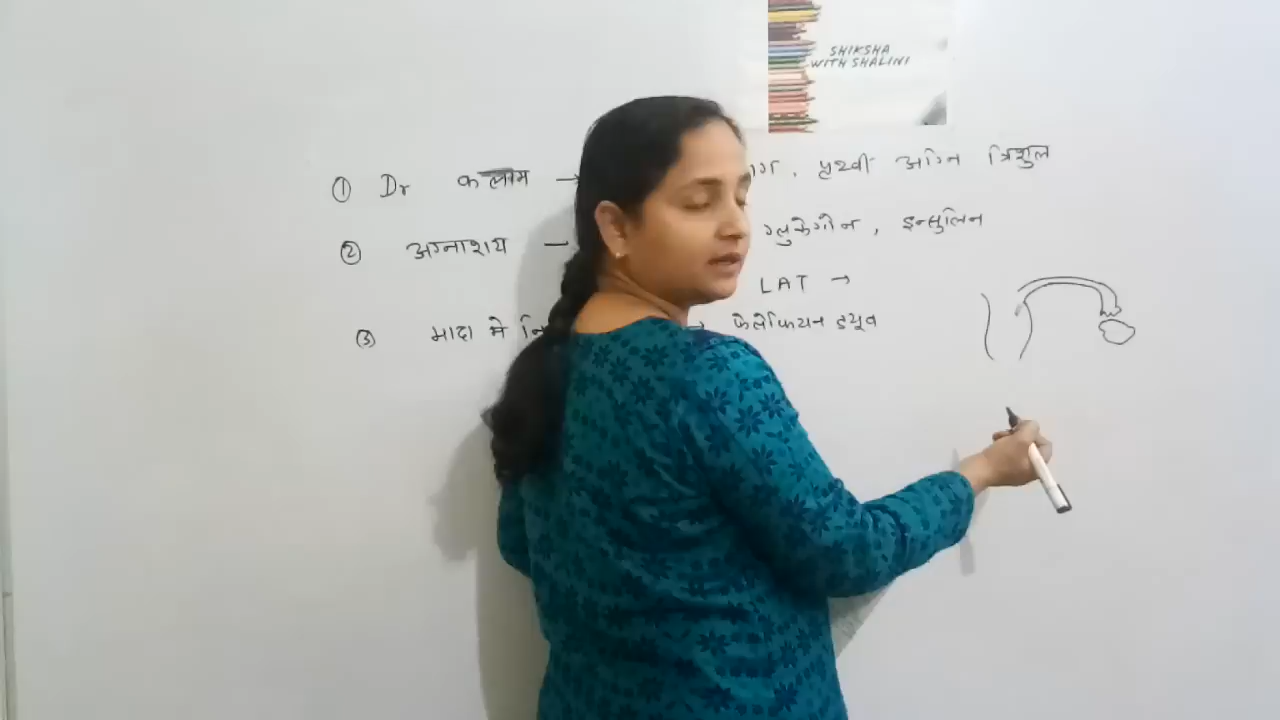 SHIKSHA
WITH SHALINI
① Dr कलाम → ाग, पृथ्वी अग्नि त्रिशुल
② अग्नाशय — ग्लुकेगोन, इन्सुलिन
LAT →
③ मादा मे नि फेलोपियन ट्यूब